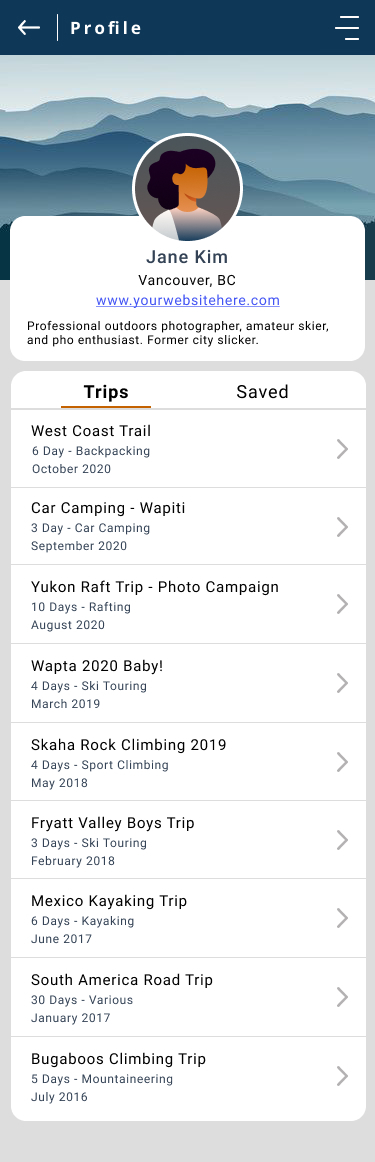 Profile
Jane Kim
Vancouver, BC
www.yourwebsitehere.com
Professional outdoors photographer, amateur skier,
and pho enthusiast. Former city slicker.
Trips Saved
West Coast Trail
6 Day - Backpacking
October 2020
Car Camping - Wapiti
3 Day - Car Camping
September 2020
Yukon Raft Trip - Photo Campaign
10 Days - Rafting
August 2020
Wapta 2020 Baby!
4 Days - Ski Touring
March 2019
Skaha Rock Climbing 2019
4 Days - Sport Climbing
May 2018
Fryatt Valley Boys Trip
3 Days - Ski Touring
February 2018
Mexico Kayaking Trip
6 Days - Kayaking
June 2017
South America Road Trip
30 Days - Various
January 2017
Bugaboos Climbing Trip
5 Days - Mountaineering
July 2016